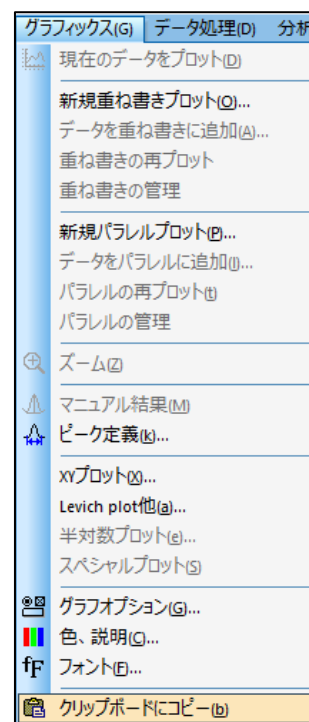 グラフィックス(G) データ処理(D) 分析
現在のデータをプロット(D)
新規重ね書きプロット(O)...
データを重ね書きに追加(A)...
重ね書きの再プロット
重ね書きの管理
新規パラレルプロット(P)...
データをパラレルに追加(l)...
パラレルの再プロット(t)
パラレルの管理
ズーム(Z)
マニュアル結果(M)
ピーク定義(k)...
XYプロット(X)...
Levich plot他(a)...
半対数プロット(e)...
スペシャルプロット(S)
グラフオプション(G)...
色、説明(C)...
fF フォント(F)...
クリップボードにコピー(b)